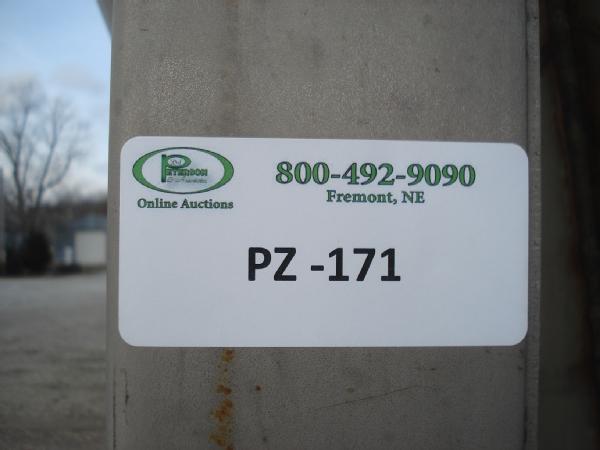 PETERSON
Online Auctions
800-492-9090
Fremont, NE
PZ -171